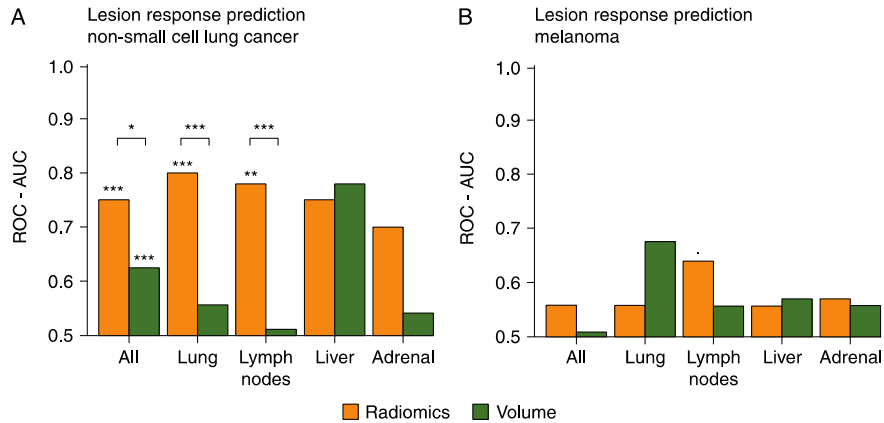 A
Lesion response prediction
non-small cell lung cancer
ROC - AUC
1.0
0.9
0.8
0.7
0.6
0.5
*
***
***
***
***
**
***
All
Lung
Lymph
nodes
Liver
Adrenal
B
Lesion response prediction
melanoma
ROC - AUC
1.0
0.9
0.8
0.7
0.6
0.5
.
All
Lung
Lymph
nodes
Liver
Adrenal
Radiomics
Volume